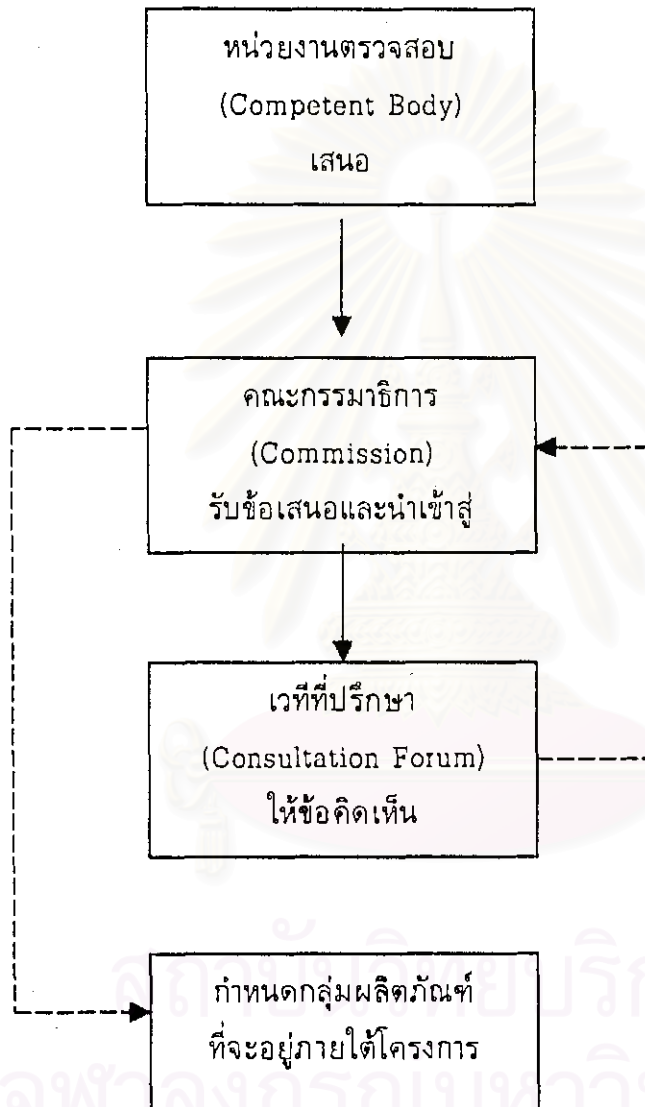 หน่วยงานตรวจสอบ
(Competent Body)
เสนอ
คณะกรรมาธิการ
(Commission)
รับข้อเสนอและนำเข้าสู่
เวทีที่ปรึกษา
(Consultation Forum)
ให้ข้อคิดเห็น
กำหนดกลุ่มผลิตภัณฑ์
ที่จะอยู่ภายใต้โครงการ